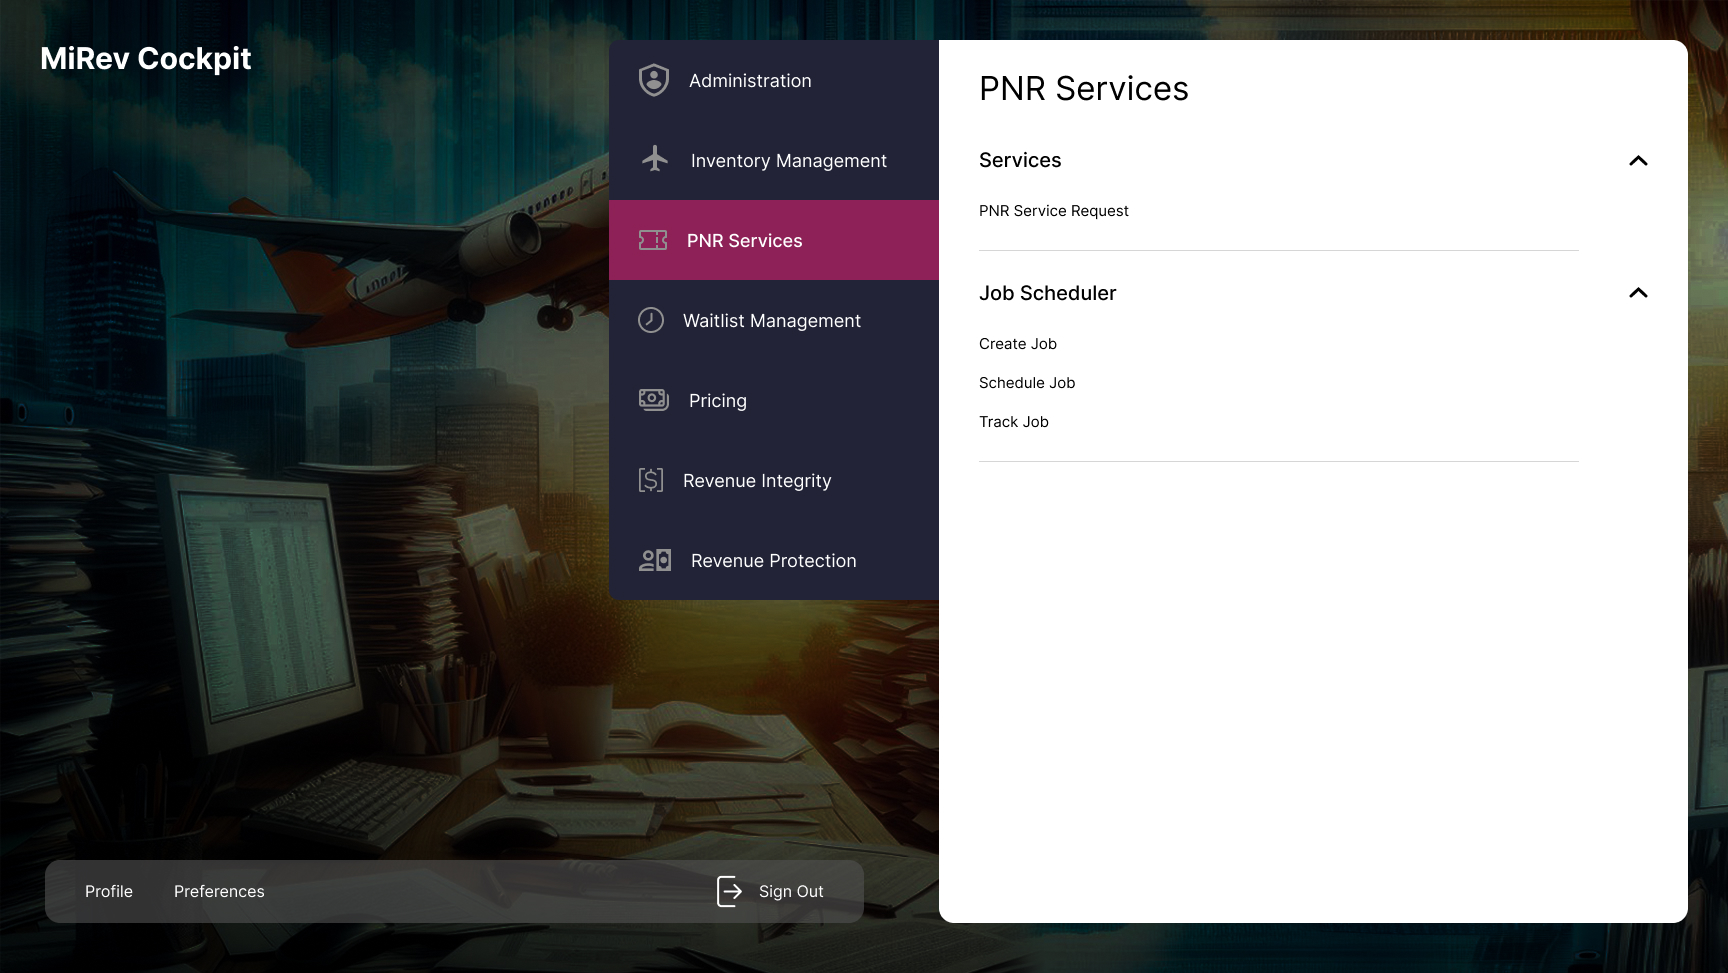 MiRev Cockpit
Administration
Inventory Management
PNR Services
Waitlist Management
Pricing
Revenue Integrity
Revenue Protection
PNR Services
Services
PNR Service Request
Job Scheduler
Create Job
Schedule Job
Track Job
Profile
Preferences
Sign Out